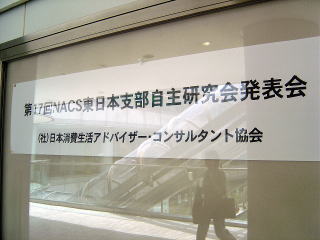 第17回NACS東日本支部自主研究会発表会
(社)日本消費生活アドバイザー・コンサルタント協会